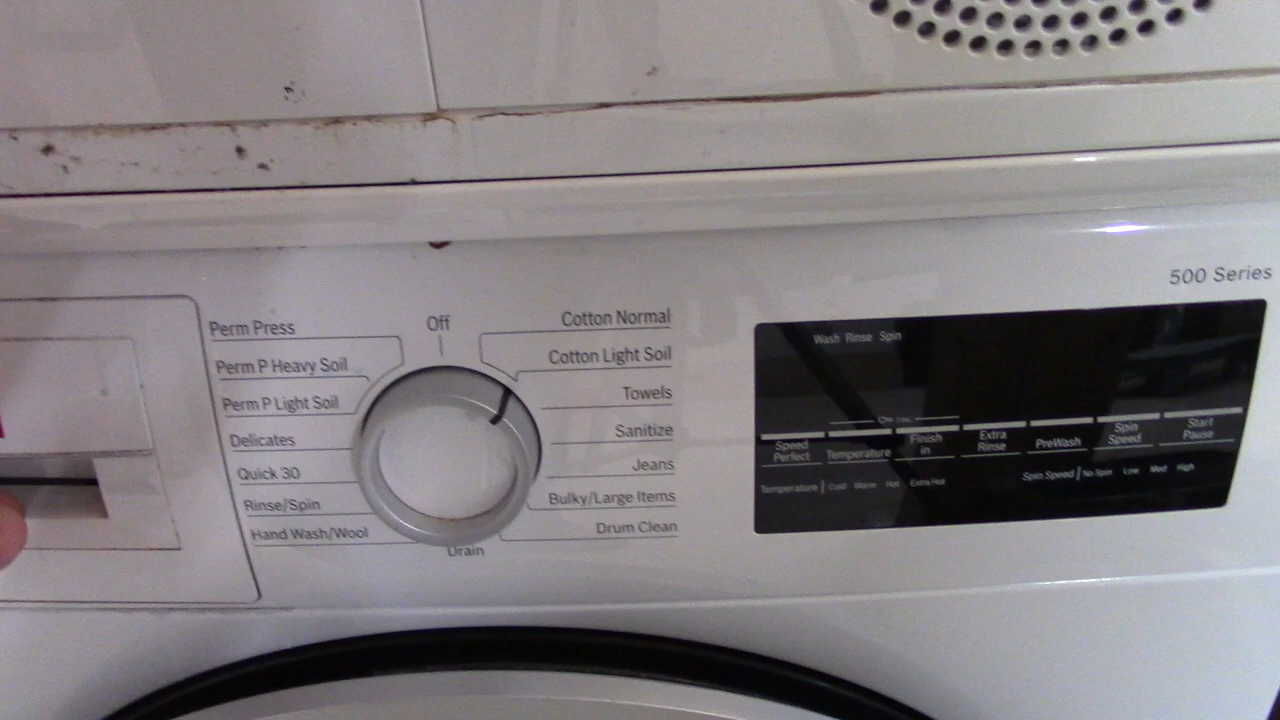 500 Series
Off
Perm Press
Perm P Heavy Soil
Perm P Light Soil
Delicates
Quick 30
Rinse/Spin
Hand Wash/Wool
Drain
Cotton Normal
Cotton Light Soil
Towels
Sanitize
Jeans
Bulky/Large Items
Drum Clean
Wash Rinse Spin
Speed
Perfect
Temperature
Finish
in
Extra
Rinse
PreWash
Spin
Speed
Start
Pause
Temperature | Cold Warm Hot Extra Hot
Spin Speed | No Spin Low Med High